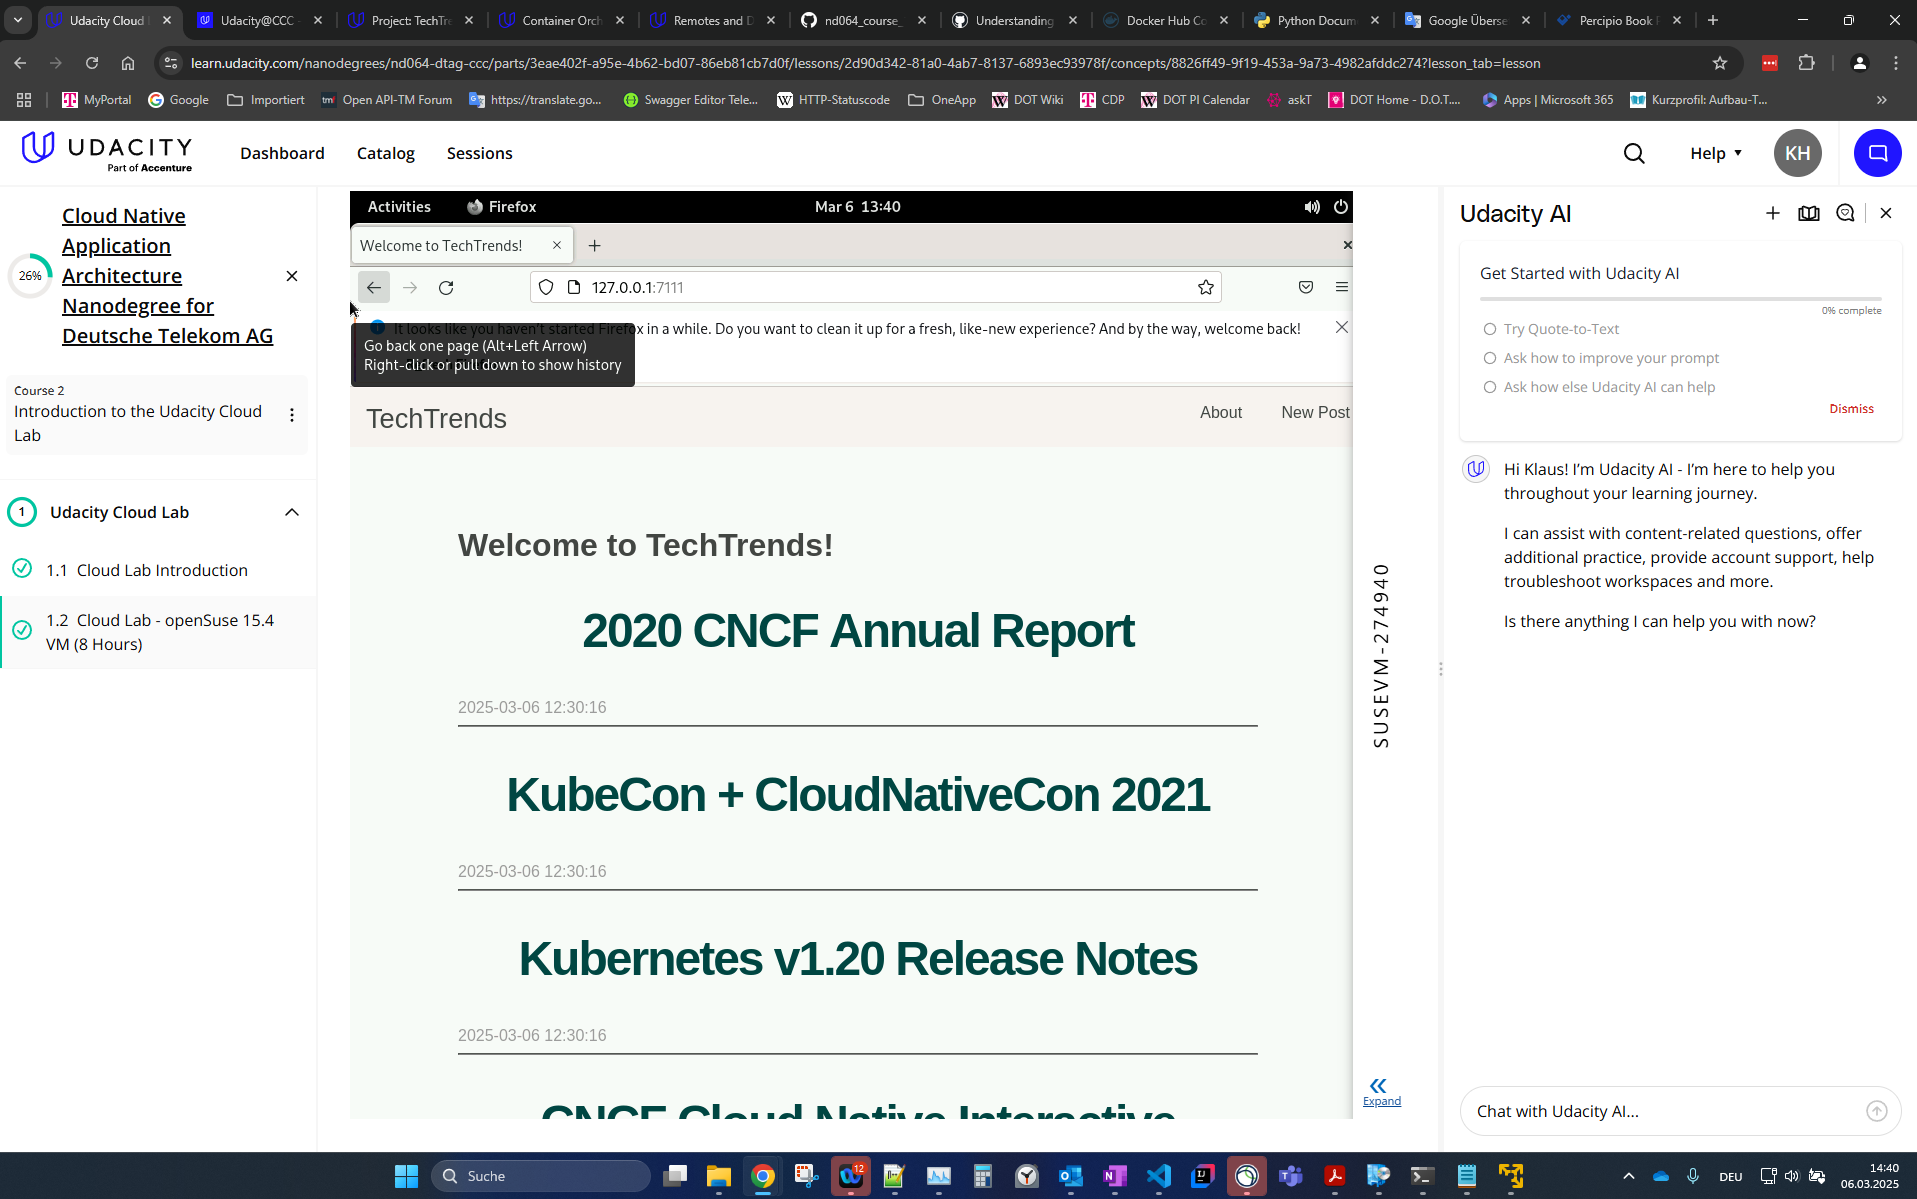 Udacity Cloud
Udacity@CCC
Project: TechTre
Container Orch
Remotes and D
nd064_course_
Understanding
Docker Hub Co
Python Docum
Google Überse
Percipio Book
learn.udacity.com/nanodegrees/nd064-dtag-ccc/parts/3eae402f-a95e-4b62-bd07-86eb81cb7d0f/lessons/2d90d342-81a0-4ab7-8137-6893ec93978f/concepts/8826ff49-9f19-453a-9a73-4982afddc274?lesson_tab=lesson
MyPortal
Google
Importiert
Open API-TM Forum
https://translate.go...
Swagger Editor Tele...
HTTP-Statuscode
OneApp
DOT Wiki
CDP
DOT PI Calendar
askT
DOT Home - D.O.T....
Apps | Microsoft 365
Kurzprofil: Aufbau-T...
UDACITY
Part of Accenture
Dashboard
Catalog
Sessions
Help
KH
26%
Cloud Native
Application
Architecture
Nanodegree for
Deutsche Telekom AG
Course 2
Introduction to the Udacity Cloud
Lab
1
Udacity Cloud Lab
1.1 Cloud Lab Introduction
1.2 Cloud Lab - openSuse 15.4
VM (8 Hours)
Activities
Firefox
Mar 6 13:40
Welcome to TechTrends!
127.0.0.1:7111
It looks like you haven't started Firefox in a while. Do you want to clean it up for a fresh, like-new experience? And by the way, welcome back!
Go back one page (Alt+Left Arrow)
Right-click or pull down to show history
TechTrends
About
New Post
Welcome to TechTrends!
2020 CNCF Annual Report
2025-03-06 12:30:16
KubeCon + CloudNativeCon 2021
2025-03-06 12:30:16
Kubernetes v1.20 Release Notes
2025-03-06 12:30:16
CNCF Cloud Native Interactive
SUSEVM-274940
Expand
Udacity AI
Get Started with Udacity AI
0% complete
Try Quote-to-Text
Ask how to improve your prompt
Ask how else Udacity AI can help
Dismiss
Hi Klaus! I'm Udacity AI - I'm here to help you
throughout your learning journey.
I can assist with content-related questions, offer
additional practice, provide account support, help
troubleshoot workspaces and more.
Is there anything I can help you with now?
Chat with Udacity AI...
Suche
12
DEU
14:40
06.03.2025